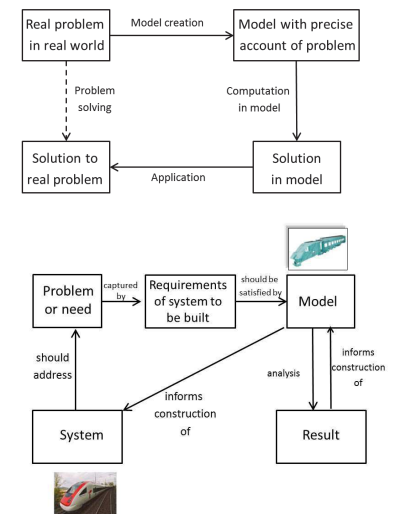 Real problem
in real world
Model creation
Model with precise
account of problem
Problem
solving
Computation
in model
Solution to
real problem
Application
Solution
in model
Problem
or need
captured
by
Requirements
of system to
be built
should be
satisfied by
Model
should
address
informs
construction
of
analysis
informs
construction
of
System
Result